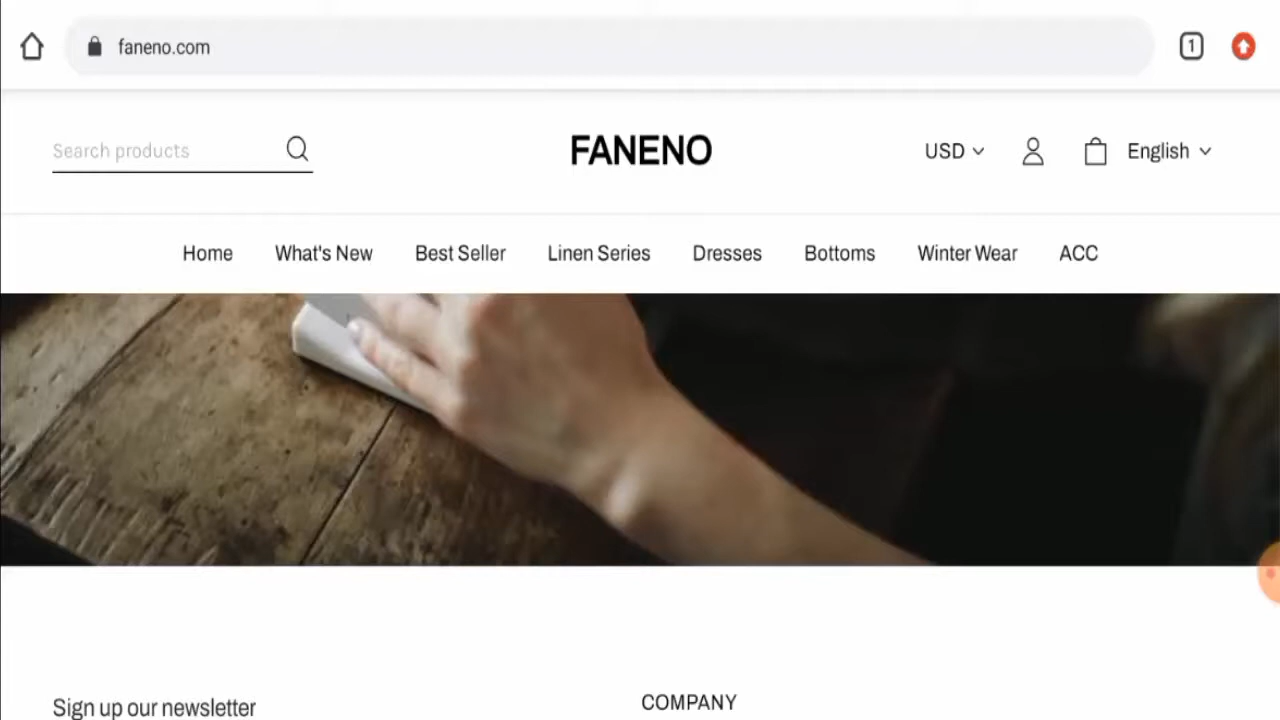 faneno.com
1
Search products
FANENO
USD
English
Home
What's New
Best Seller
Linen Series
Dresses
Bottoms
Winter Wear
ACC
Sign up our newsletter
COMPANY